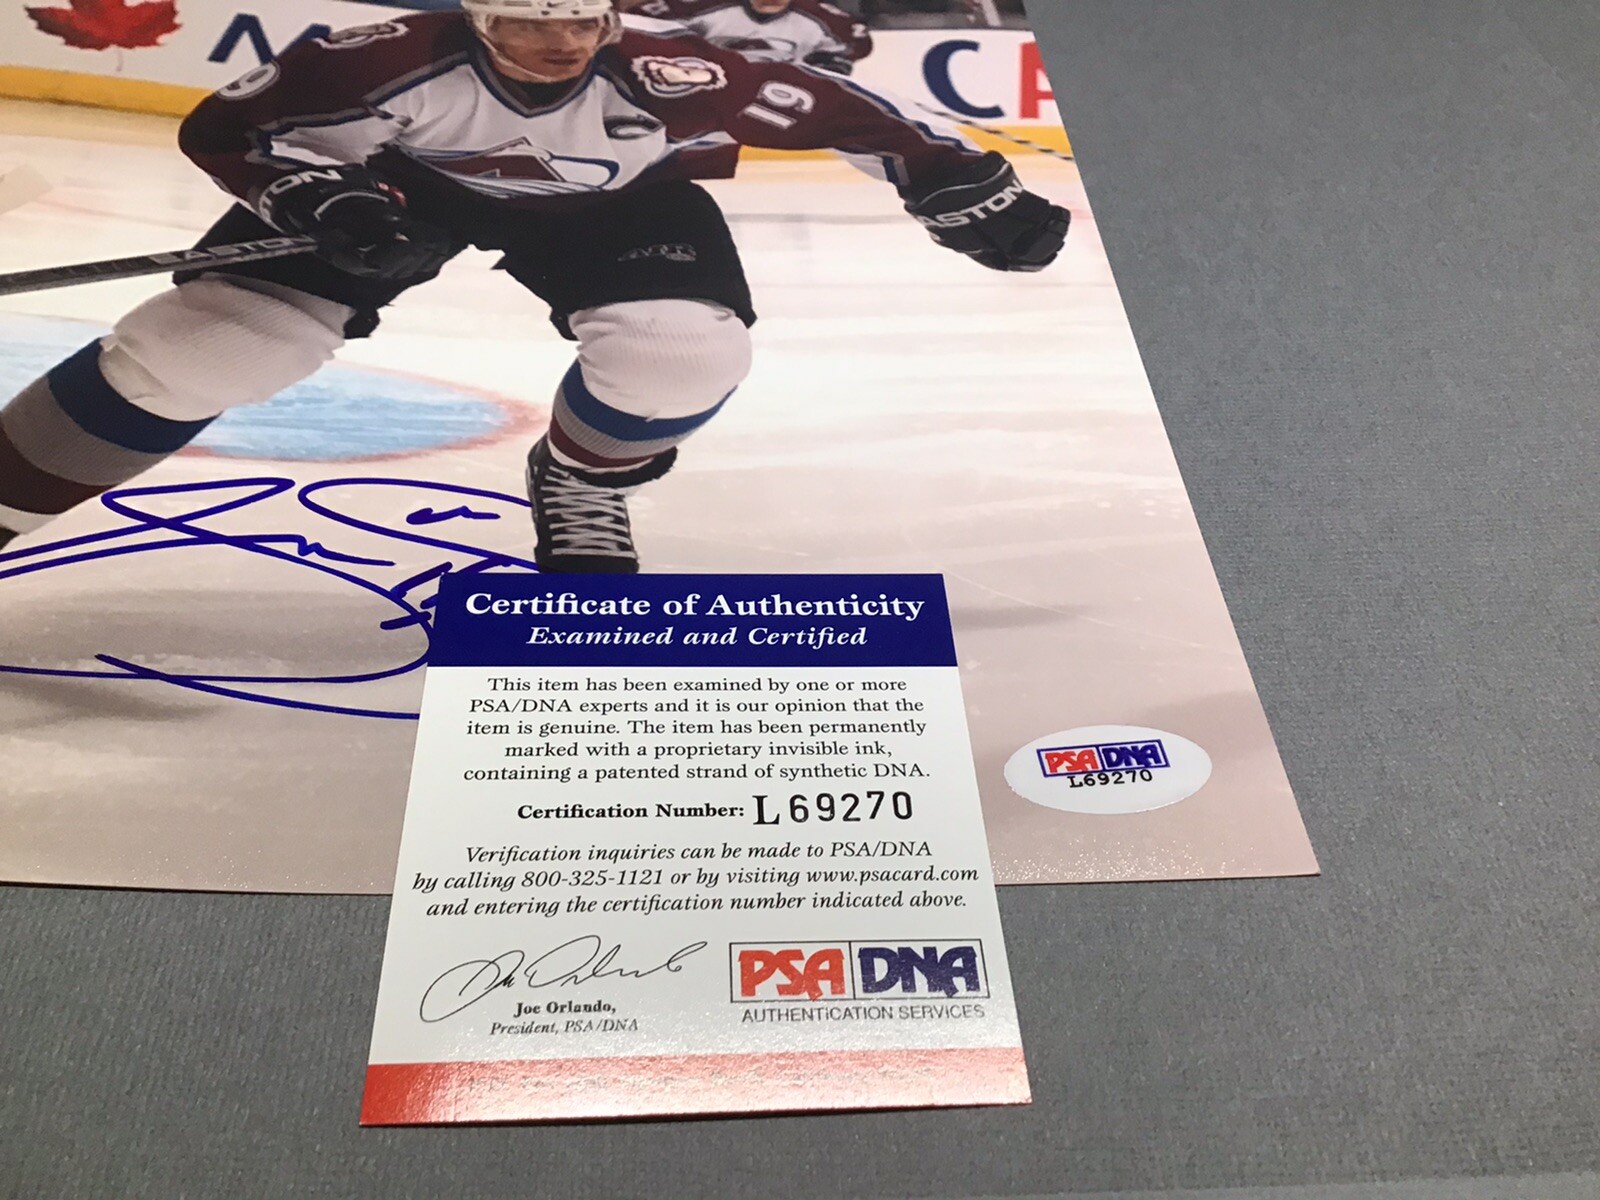 C
19
C
9
EASTON
EASTON
EASTON
Certificate of Authenticity
Examined and Certified
This item has been examined by one or more
PSA/DNA experts and it is our opinion that the
item is genuine. The item has been permanently
marked with a proprietary invisible ink,
containing a patented strand of synthetic DNA.
Certification Number: L69270
Verification inquiries can be made to PSA/DNA
by calling 800-325-1121 or by visiting www.psacard.com
and entering the certification number indicated above.
Joe Orlando,
President, PSA/DNA
PSA DNA
AUTHENTICATION SERVICES
PSA DNA
L69270